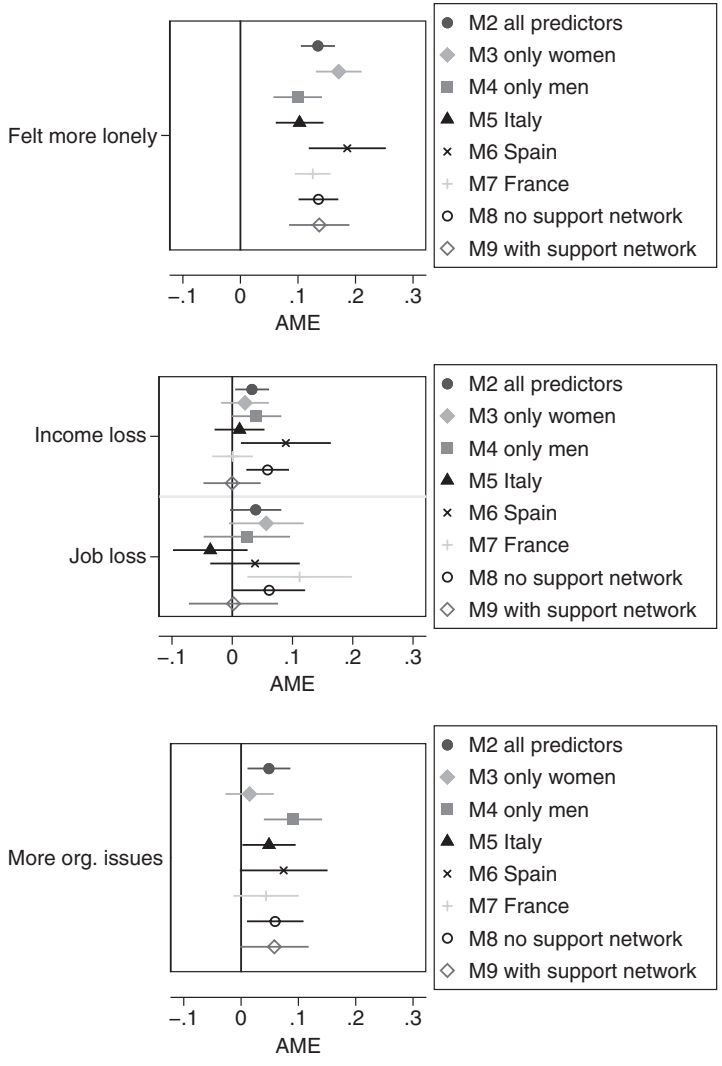 M2 all predictors
M3 only women
M4 only men
M5 Italy
Felt more lonely
M6 Spain
M7 France
M8 no support network
M9 with support network
–.1 0 .1 .2 .3
AME
M2 all predictors
M3 only women
Income loss
M4 only men
M5 Italy
M6 Spain
M7 France
Job loss
M8 no support network
M9 with support network
–.1 0 .1 .2 .3
AME
M2 all predictors
M3 only women
M4 only men
M5 Italy
More org. issues
M6 Spain
M7 France
M8 no support network
M9 with support network
–.1 0 .1 .2 .3
AME